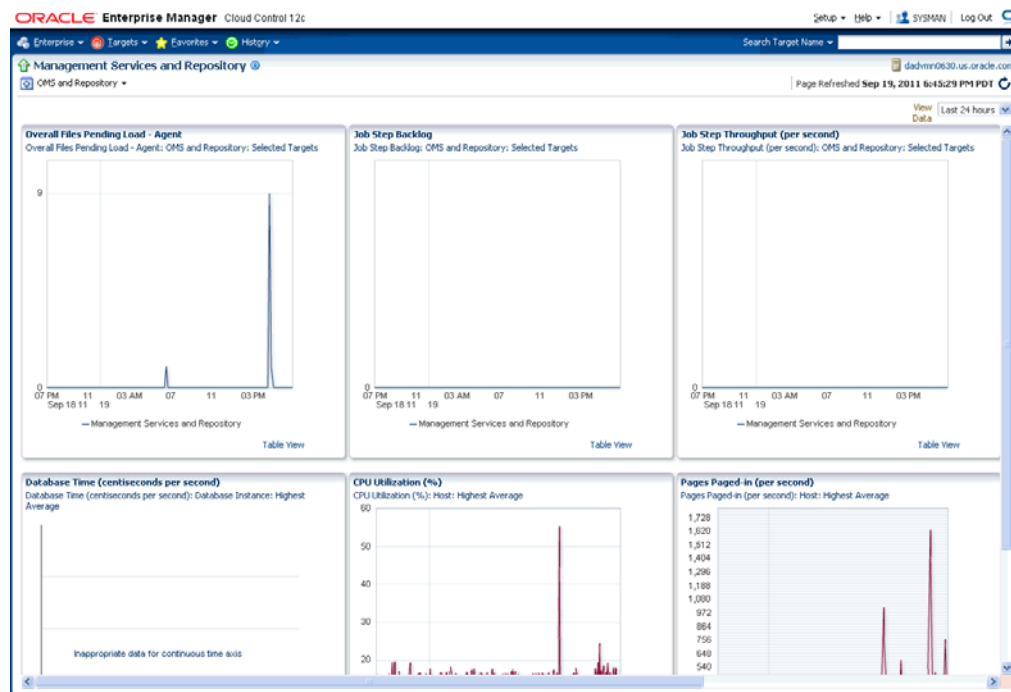 ORACLE Enterprise Manager Cloud Control 12c
Setup Help SYSMAN Log Out
Enterprise Targets Favorites History Search Target Name
Management Services and Repository
dadvmn0630.us.oracle.com
OMS and Repository
Page Refreshed Sep 19, 2011 6:45:29 PM PDT
View Data Last 24 hours
Overall Files Pending Load - Agent
Overall Files Pending Load - Agent: OMS and Repository: Selected Targets
9
0
07 PM 11 03 AM 07 11 03 PM
Sep 18 11 19
Management Services and Repository
Table View
Job Step Backlog
Job Step Backlog: OMS and Repository: Selected Targets
0
07 PM 11 03 AM 07 11 03 PM
Sep 18 11 19
Management Services and Repository
Table View
Job Step Throughput (per second)
Job Step Throughput (per second): OMS and Repository: Selected Targets
0
07 PM 11 03 AM 07 11 03 PM
Sep 18 11 19
Management Services and Repository
Table View
Database Time (centiseconds per second)
Database Time (centiseconds per second): Database Instance: Highest
Average
Inappropriate data for continuous time axis
CPU Utilization (%)
CPU Utilization (%): Host: Highest Average
60
50
40
30
20
Pages Paged-in (per second)
Pages Paged-in (per second): Host: Highest Average
1,728
1,620
1,512
1,404
1,296
1,188
1,080
972
864
756
648
540